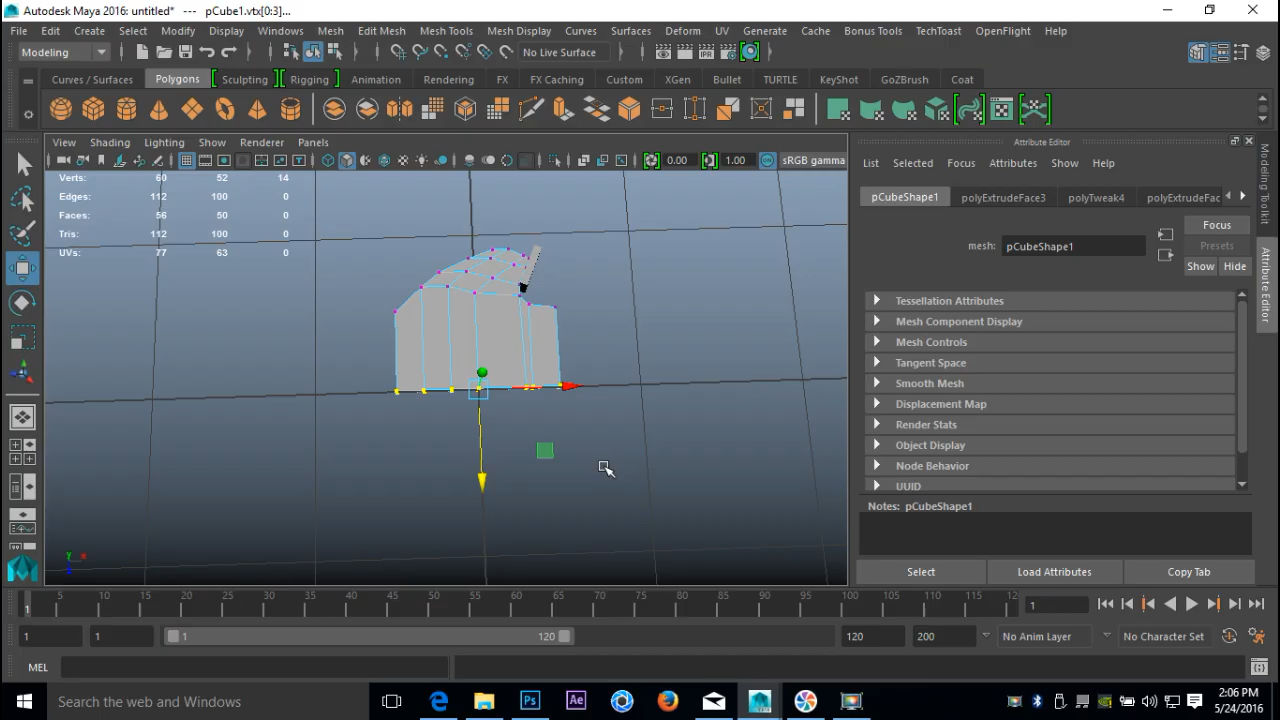 Autodesk Maya 2016: untitled*   ---   pCube1.vtx[0:3]...
File Edit Create Select Modify Display Windows Mesh Edit Mesh Mesh Tools Mesh Display Curves Surfaces Deform UV Generate Cache Bonus Tools TechToast OpenFlight Help
Modeling No Live Surface
Curves / Surfaces Polygons Sculpting Rigging Animation Rendering FX FX Caching Custom XGen Bullet TURTLE KeyShot GoZBrush Coat
View Shading Lighting Show Renderer Panels
0.00 1.00 sRGB gamma
Verts: 60 52 14
Edges: 112 100 0
Faces: 56 50 0
Tris: 112 100 0
UVs: 77 63 0
Attribute Editor
List Selected Focus Attributes Show Help
pCubeShape1 polyExtrudeFace3 polyTweak4 polyExtrudeFac
mesh: pCubeShape1
Focus
Presets
Show Hide
Tessellation Attributes
Mesh Component Display
Mesh Controls
Tangent Space
Smooth Mesh
Displacement Map
Render Stats
Object Display
Node Behavior
UUID
Notes: pCubeShape1
Select Load Attributes Copy Tab
Modeling Toolkit
Attribute Editor
1 5 10 15 20 25 30 35 40 45 50 55 60 65 70 75 80 85 90 95 100 105 110 115 12 1
1 1 1 120 120 200 No Anim Layer No Character Set
MEL
Search the web and Windows
2:06 PM
5/24/2016